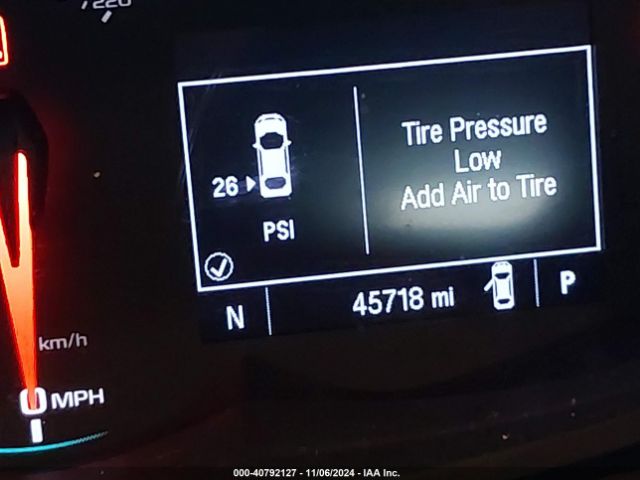 220
Tire Pressure
Low
Add Air to Tire
26
PSI
N
45718 mi
P
km/h
0 MPH
000-40792127 - 11/06/2024 - IAA Inc.